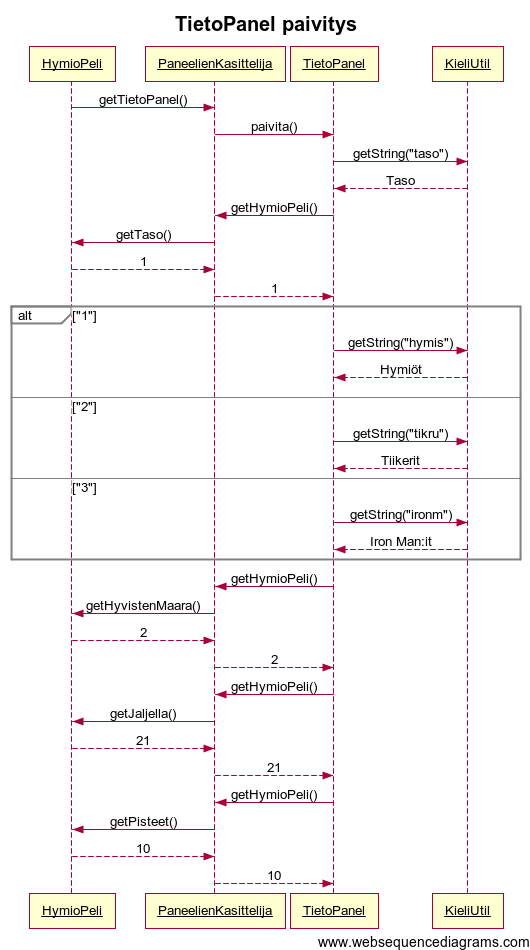 TietoPanel paivitys
HymioPeli PaneelienKasittelija TietoPanel KieliUtil
getTietoPanel()
paivita()
getString("taso")
Taso
getHymioPeli()
getTaso()
1
1
alt ["1"]
getString("hymis")
Hymiöt
["2"]
getString("tikru")
Tiikerit
["3"]
getString("ironm")
Iron Man:it
getHymioPeli()
getHyvistenMaara()
2
2
getHymioPeli()
getJaljella()
21
21
getHymioPeli()
getPisteet()
10
10
HymioPeli PaneelienKasittelija TietoPanel KieliUtil
www.websequencediagrams.com